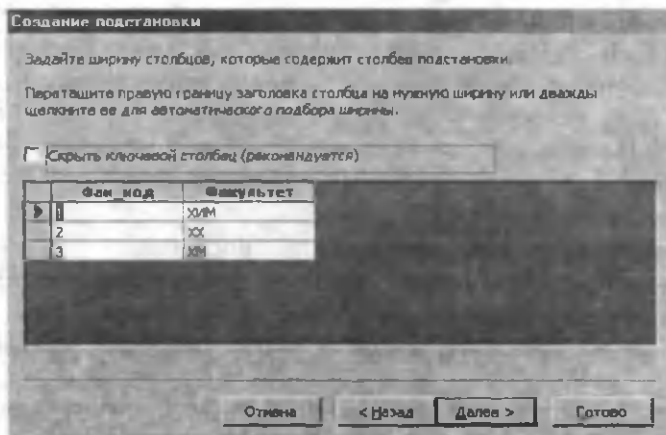 Создание подстановки
Задайте ширину столбцов, которые содержит столбец подстановки.
Перетащите правую границу заголовка столбца на нужную ширину или дважды
щелкните ее для автоматического подбора ширины.
Скрыть ключевой столбец (рекомендуется)
Фак_код Факультет
1 ХИМ
2 ХХ
3 ХМ
Отмена < Назад Далее > Готово